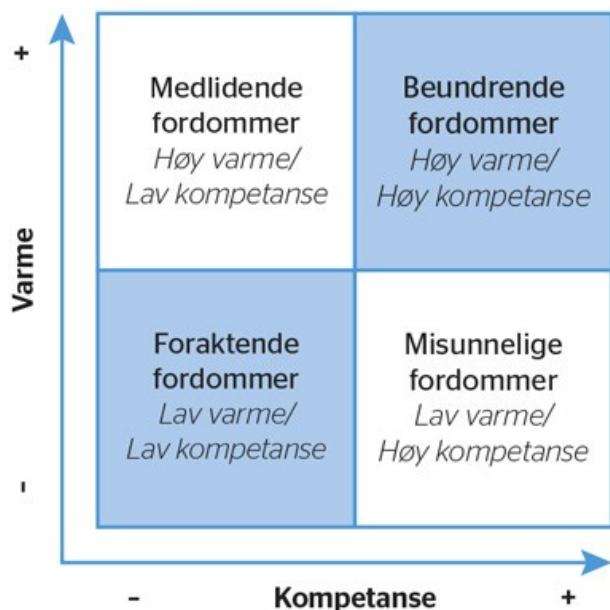 +
Medlidende
fordommer
Høy varme/
Lav kompetanse
Beundrende
fordommer
Høy varme/
Høy kompetanse
Varme
Foraktende
fordommer
Lav varme/
Lav kompetanse
Misunnelige
fordommer
Lav varme/
Høy kompetanse
-
- Kompetanse +